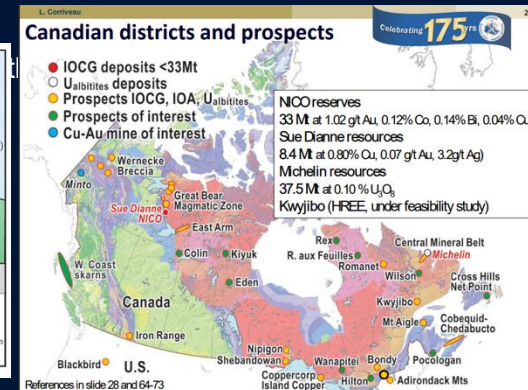 L. Corriveau
Canadian districts and prospects
Celebrating 175 yrs
IOCG deposits <33Mt
Ualbitites deposits
Prospects IOCG, IOA, Ualbitites
Prospects of interest
Cu-Au mine of interest
NICO reserves
33 Mt at 1.02 g/t Au, 0.12% Co, 0.14% Bi, 0.04% Cu
Sue Dianne resources
8.4 Mt at 0.80% Cu, 0.07 g/t Au, 3.2g/t Ag)
Michelin resources
37.5 Mt at 0.10 % U3O8
Kwyjibo (HREE, under feasibility study)
Wernecke
Breccia
Minto
Great Bear
Magmatic Zone
Sue Dianne
NICO
East Arm
W. Coast
skarns
Colin
Kiyuk
Eden
Rex
R. aux Feuilles
Romanet
Central Mineral Belt
Michelin
Wilson
Cross Hills
Net Point
Kwyjibo
Canada
Mt Aigle
Cobequid-
Chedabucto
Iron Range
Nipigon
Shebandowan
Wanapitei
Bondy
Pocologan
Blackbird
U.S.
Coppercorp
Island Copper
Hilton
Adirondack Mts
References in slide 28 and 64-73